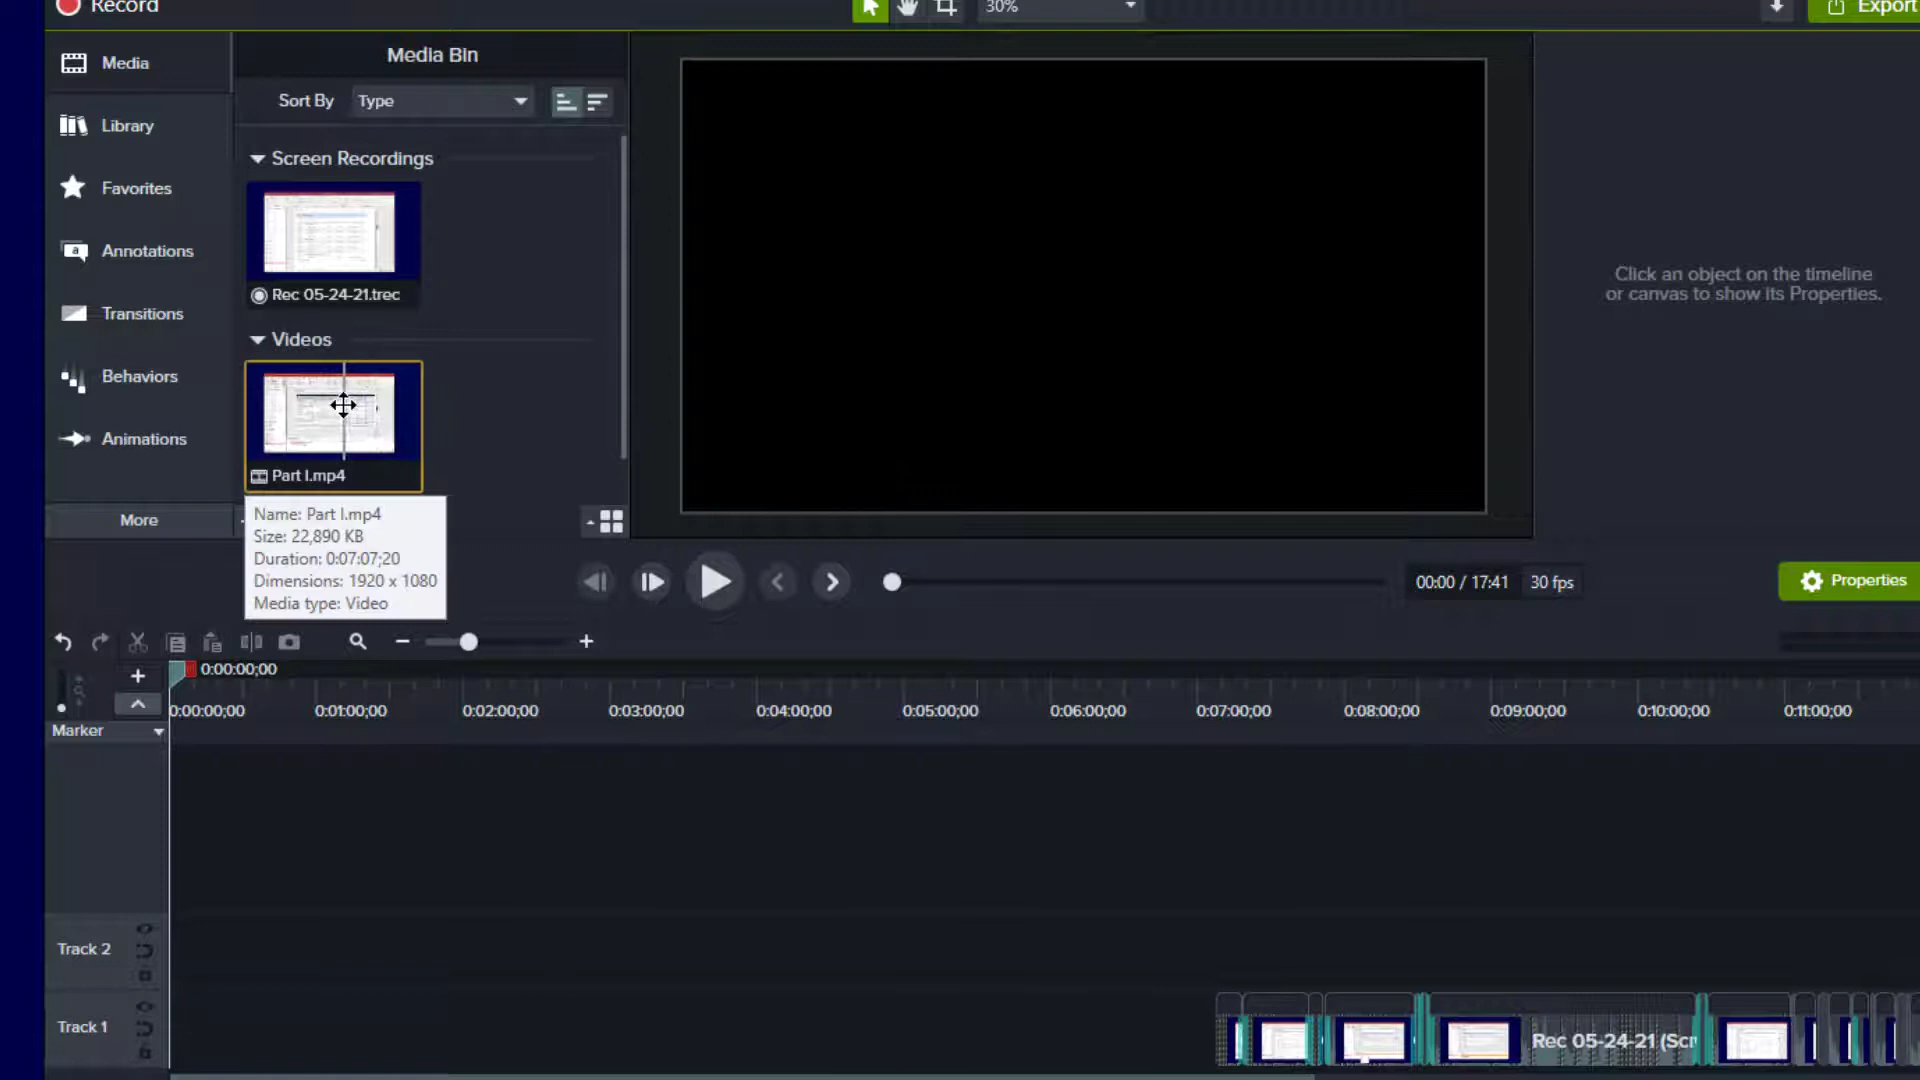 Record
30%
Export
Media
Media Bin
Sort By
Type
Library
Screen Recordings
Favorites
Annotations
Click an object on the timeline
or canvas to show its Properties.
Rec 05-24-21.trec
Transitions
Videos
Behaviors
Animations
Part I.mp4
More
Name: Part I.mp4
Size: 22,890 KB
Duration: 0:07:07;20
Dimensions: 1920 x 1080
Media type: Video
00:00 / 17:41
30 fps
Properties
0:00:00;00
0:00:00;00
0:01:00;00
0:02:00;00
0:03:00;00
0:04:00;00
0:05:00;00
0:06:00;00
0:07:00;00
0:08:00;00
0:09:00;00
0:10:00;00
0:11:00;00
Marker
Track 2
Track 1
Rec 05-24-21 (Scr